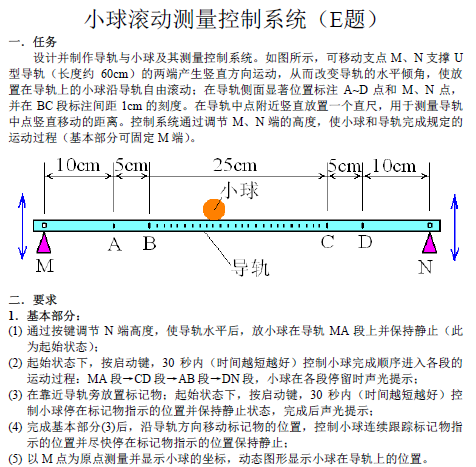 小球滚动测量控制系统（E题）
一．任务
设计并制作导轨与小球及其测量控制系统。如图所示，可移动支点 M、N 支撑 U
型导轨（长度约 60cm）的两端产生竖直方向运动，从而改变导轨的水平倾角，使放
置在导轨上的小球沿导轨自由滚动；在导轨侧面显著位置标注 A~D 点和 M、N 点，
并在 BC 段标注间距 1cm 的刻度。在导轨中点附近竖直放置一个直尺，用于测量导轨
中点竖直移动的距离。控制系统通过调节 M、N 端的高度，使小球和导轨完成规定的
运动过程（基本部分可固定 M 端）。
10cm 5cm 25cm 5cm 10cm
小球
A B C D
M 导轨 N
二．要求
1．基本部分：
(1) 通过按键调节 N 端高度，使导轨水平后，放小球在导轨 MA 段上并保持静止（此
为起始状态）；
(2) 起始状态下，按启动键，30 秒内（时间越短越好）控制小球完成顺序进入各段的
运动过程：MA 段→CD 段→AB 段→DN 段，小球在各段停留时声光提示；
(3) 在靠近导轨旁放置标记物；起始状态下，按启动键，30 秒内（时间越短越好）控
制小球停在标记物指示的位置并保持静止状态，完成后声光提示；
(4) 完成基本部分(3)后，沿导轨方向移动标记物的位置，控制小球连续跟踪标记物指
示的位置并尽快停在标记物指示的位置保持静止；
(5) 以 M 点为原点测量并显示小球的坐标，动态图形显示小球在导轨上的位置。